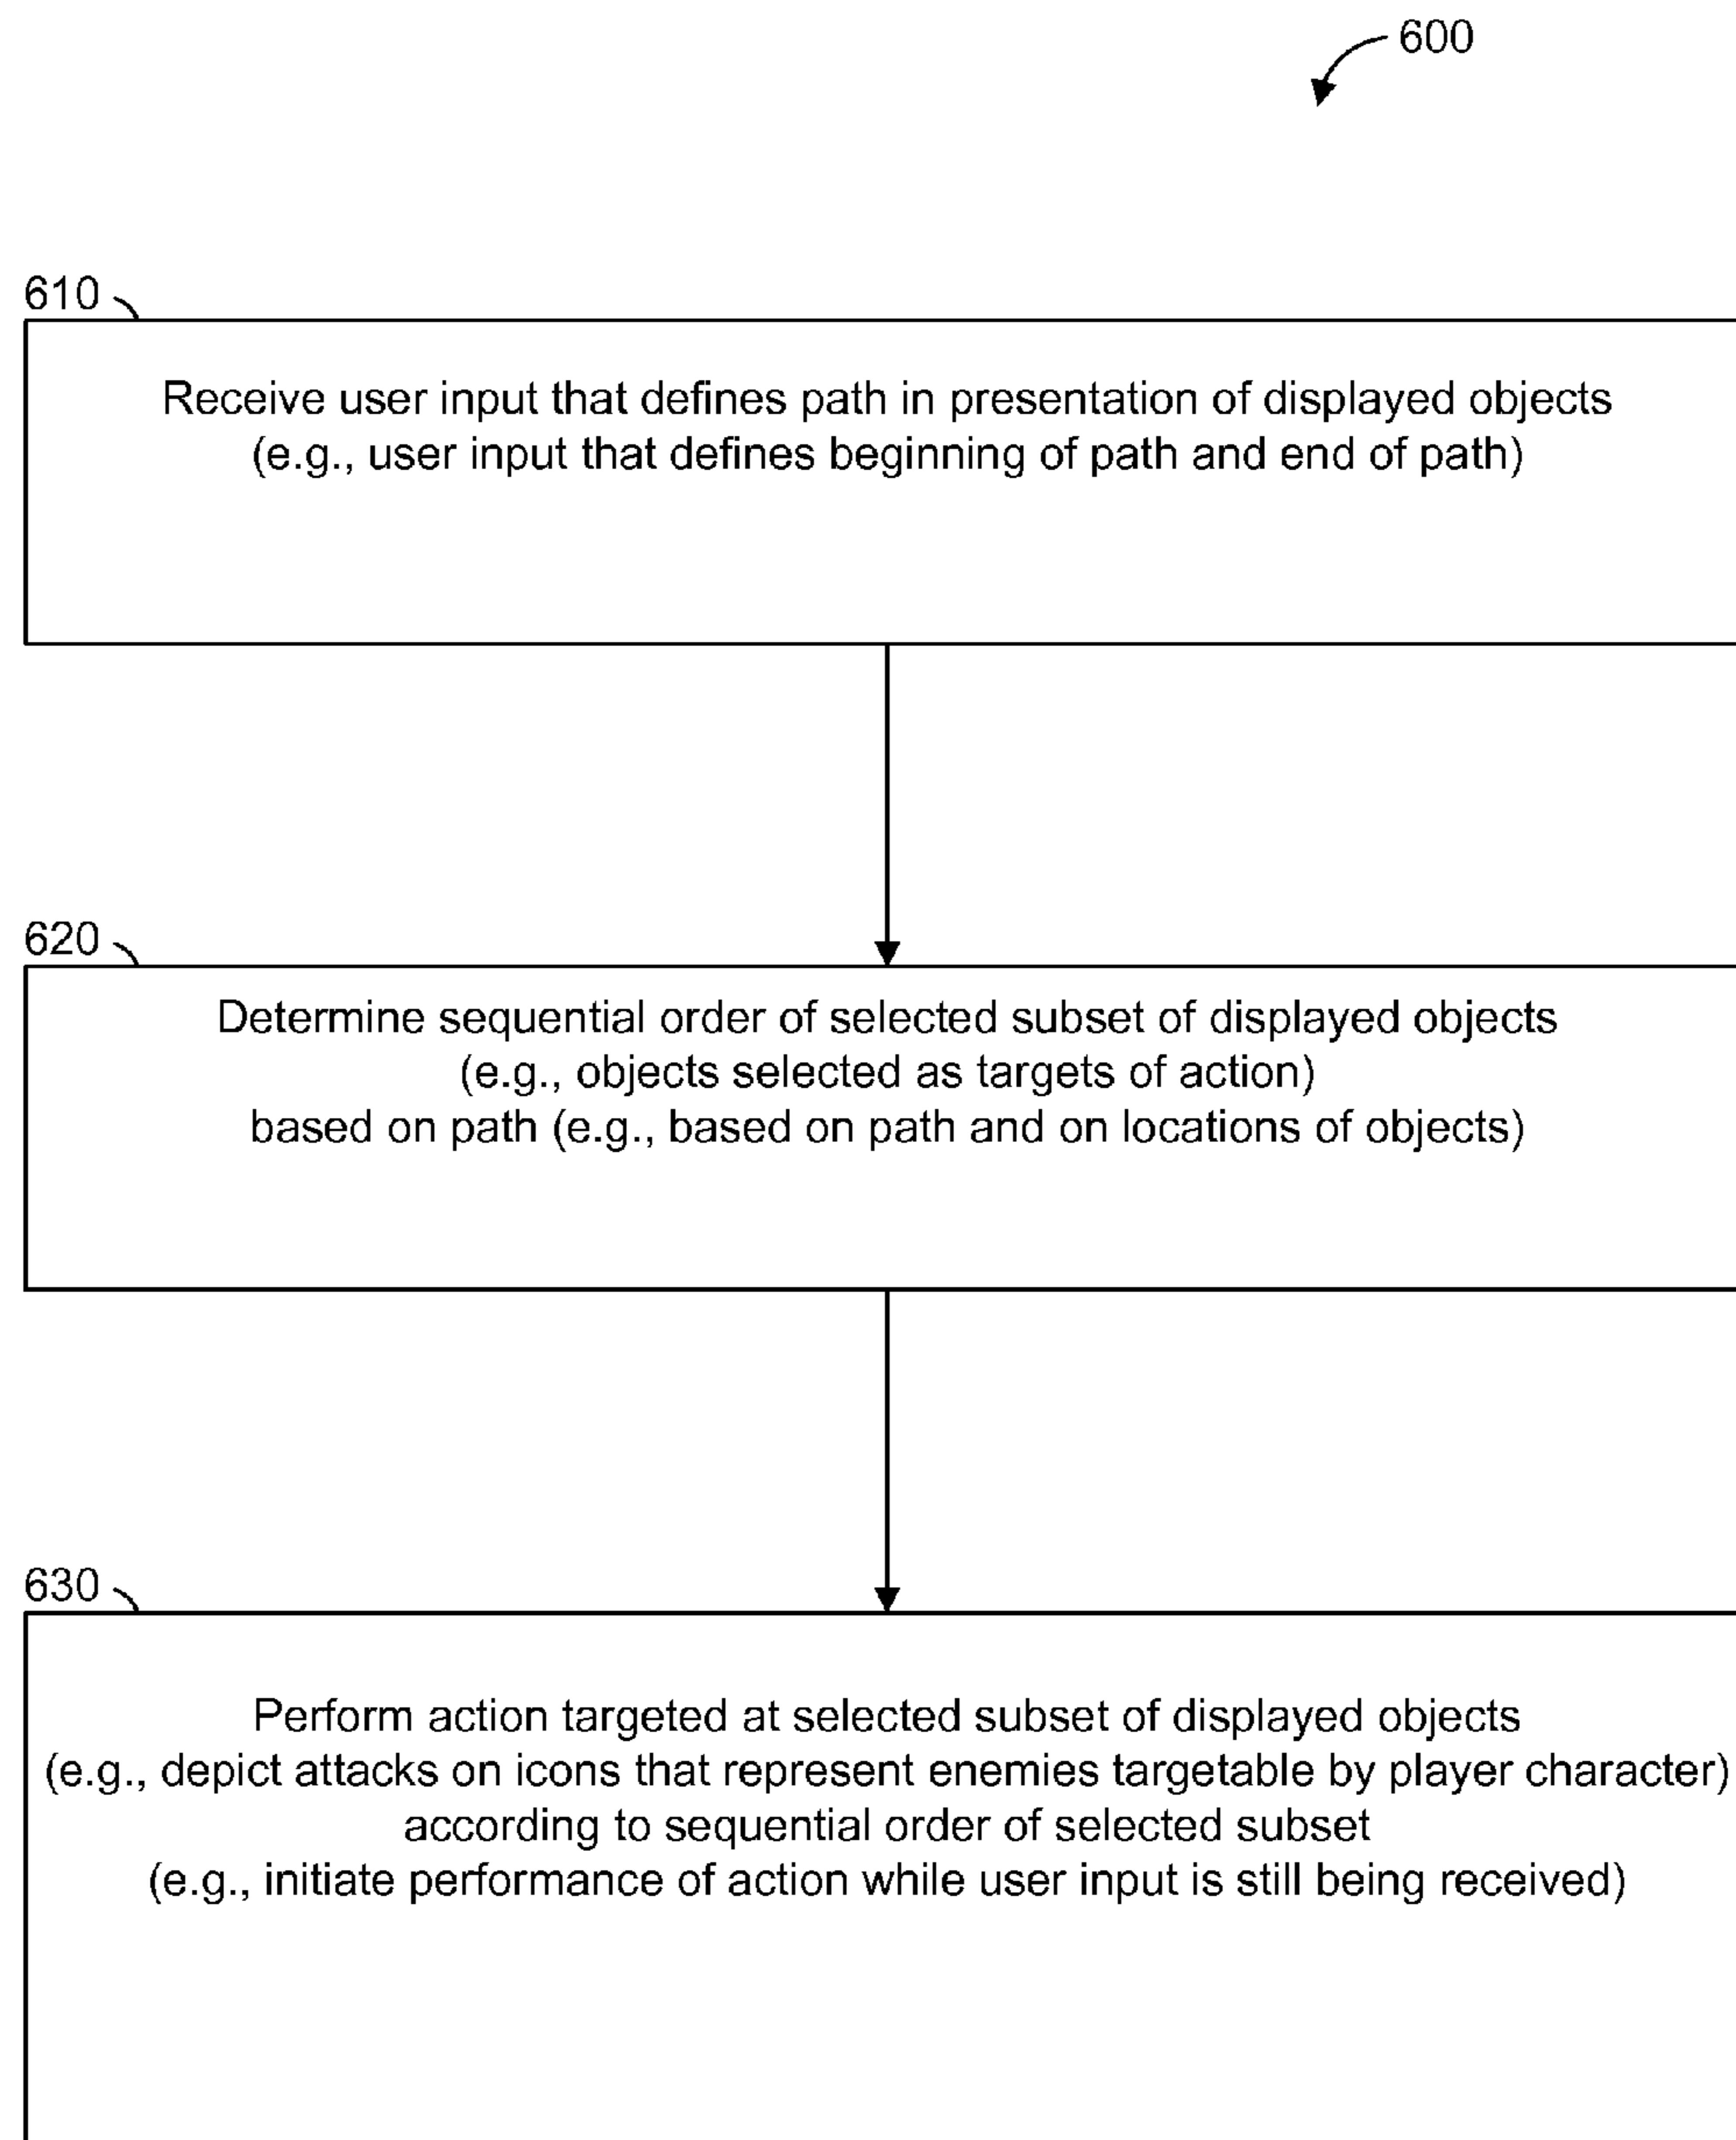 600
610
Receive user input that defines path in presentation of displayed objects
(e.g., user input that defines beginning of path and end of path)
620
Determine sequential order of selected subset of displayed objects
(e.g., objects selected as targets of action)
based on path (e.g., based on path and on locations of objects)
630
Perform action targeted at selected subset of displayed objects
(e.g., depict attacks on icons that represent enemies targetable by player character)
according to sequential order of selected subset
(e.g., initiate performance of action while user input is still being received)